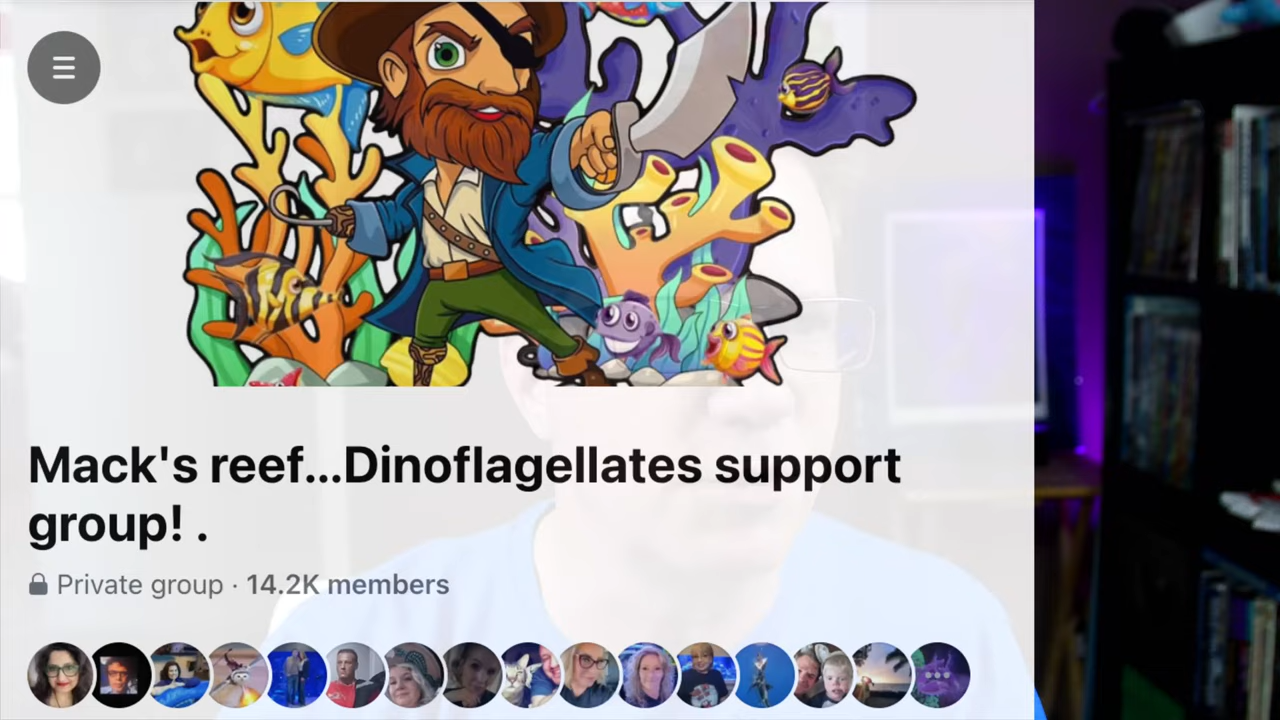 Mack's reef...Dinoflagellates support
group! .
Private group · 14.2K members